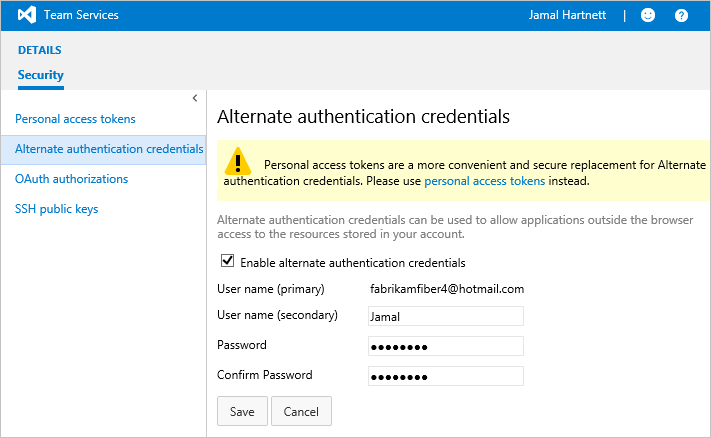 Team Services
Jamal Hartnett | ?
DETAILS
Security
Personal access tokens
Alternate authentication credentials
OAuth authorizations
SSH public keys
Alternate authentication credentials
Personal access tokens are a more convenient and secure replacement for Alternate
authentication credentials. Please use personal access tokens instead.
Alternate authentication credentials can be used to allow applications outside the browser
access to the resources stored in your account.
Enable alternate authentication credentials
User name (primary) fabrikamfiber4@hotmail.com
User name (secondary) Jamal
Password ●●●●●●●●
Confirm Password ●●●●●●●●
Save Cancel